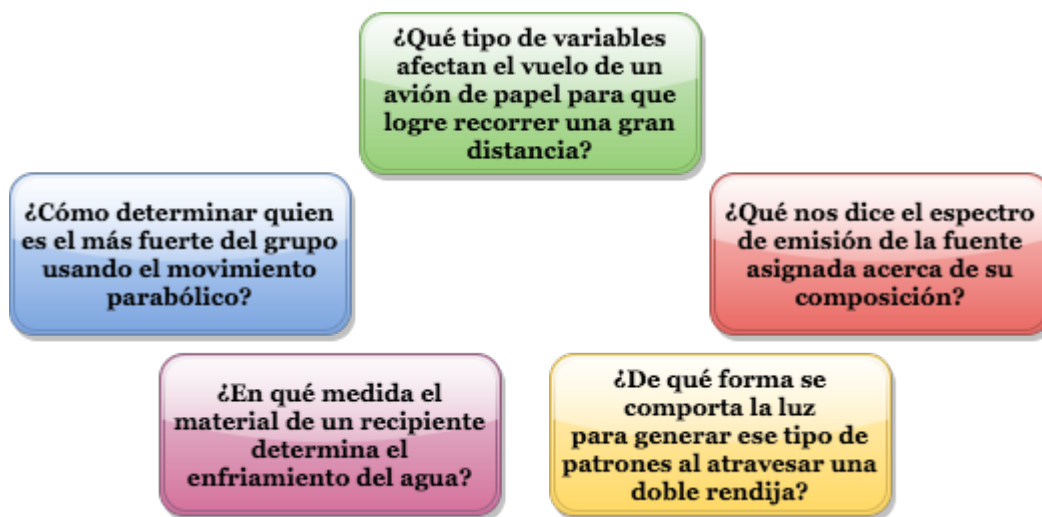 ¿Qué tipo de variables
afectan el vuelo de un
avión de papel para que
logre recorrer una gran
distancia?
¿Cómo determinar quien
es el más fuerte del grupo
usando el movimiento
parabólico?
¿Qué nos dice el espectro
de emisión de la fuente
asignada acerca de su
composición?
¿En qué medida el
material de un recipiente
determina el
enfriamiento del agua?
¿De qué forma se
comporta la luz
para generar ese tipo de
patrones al atravesar una
doble rendija?